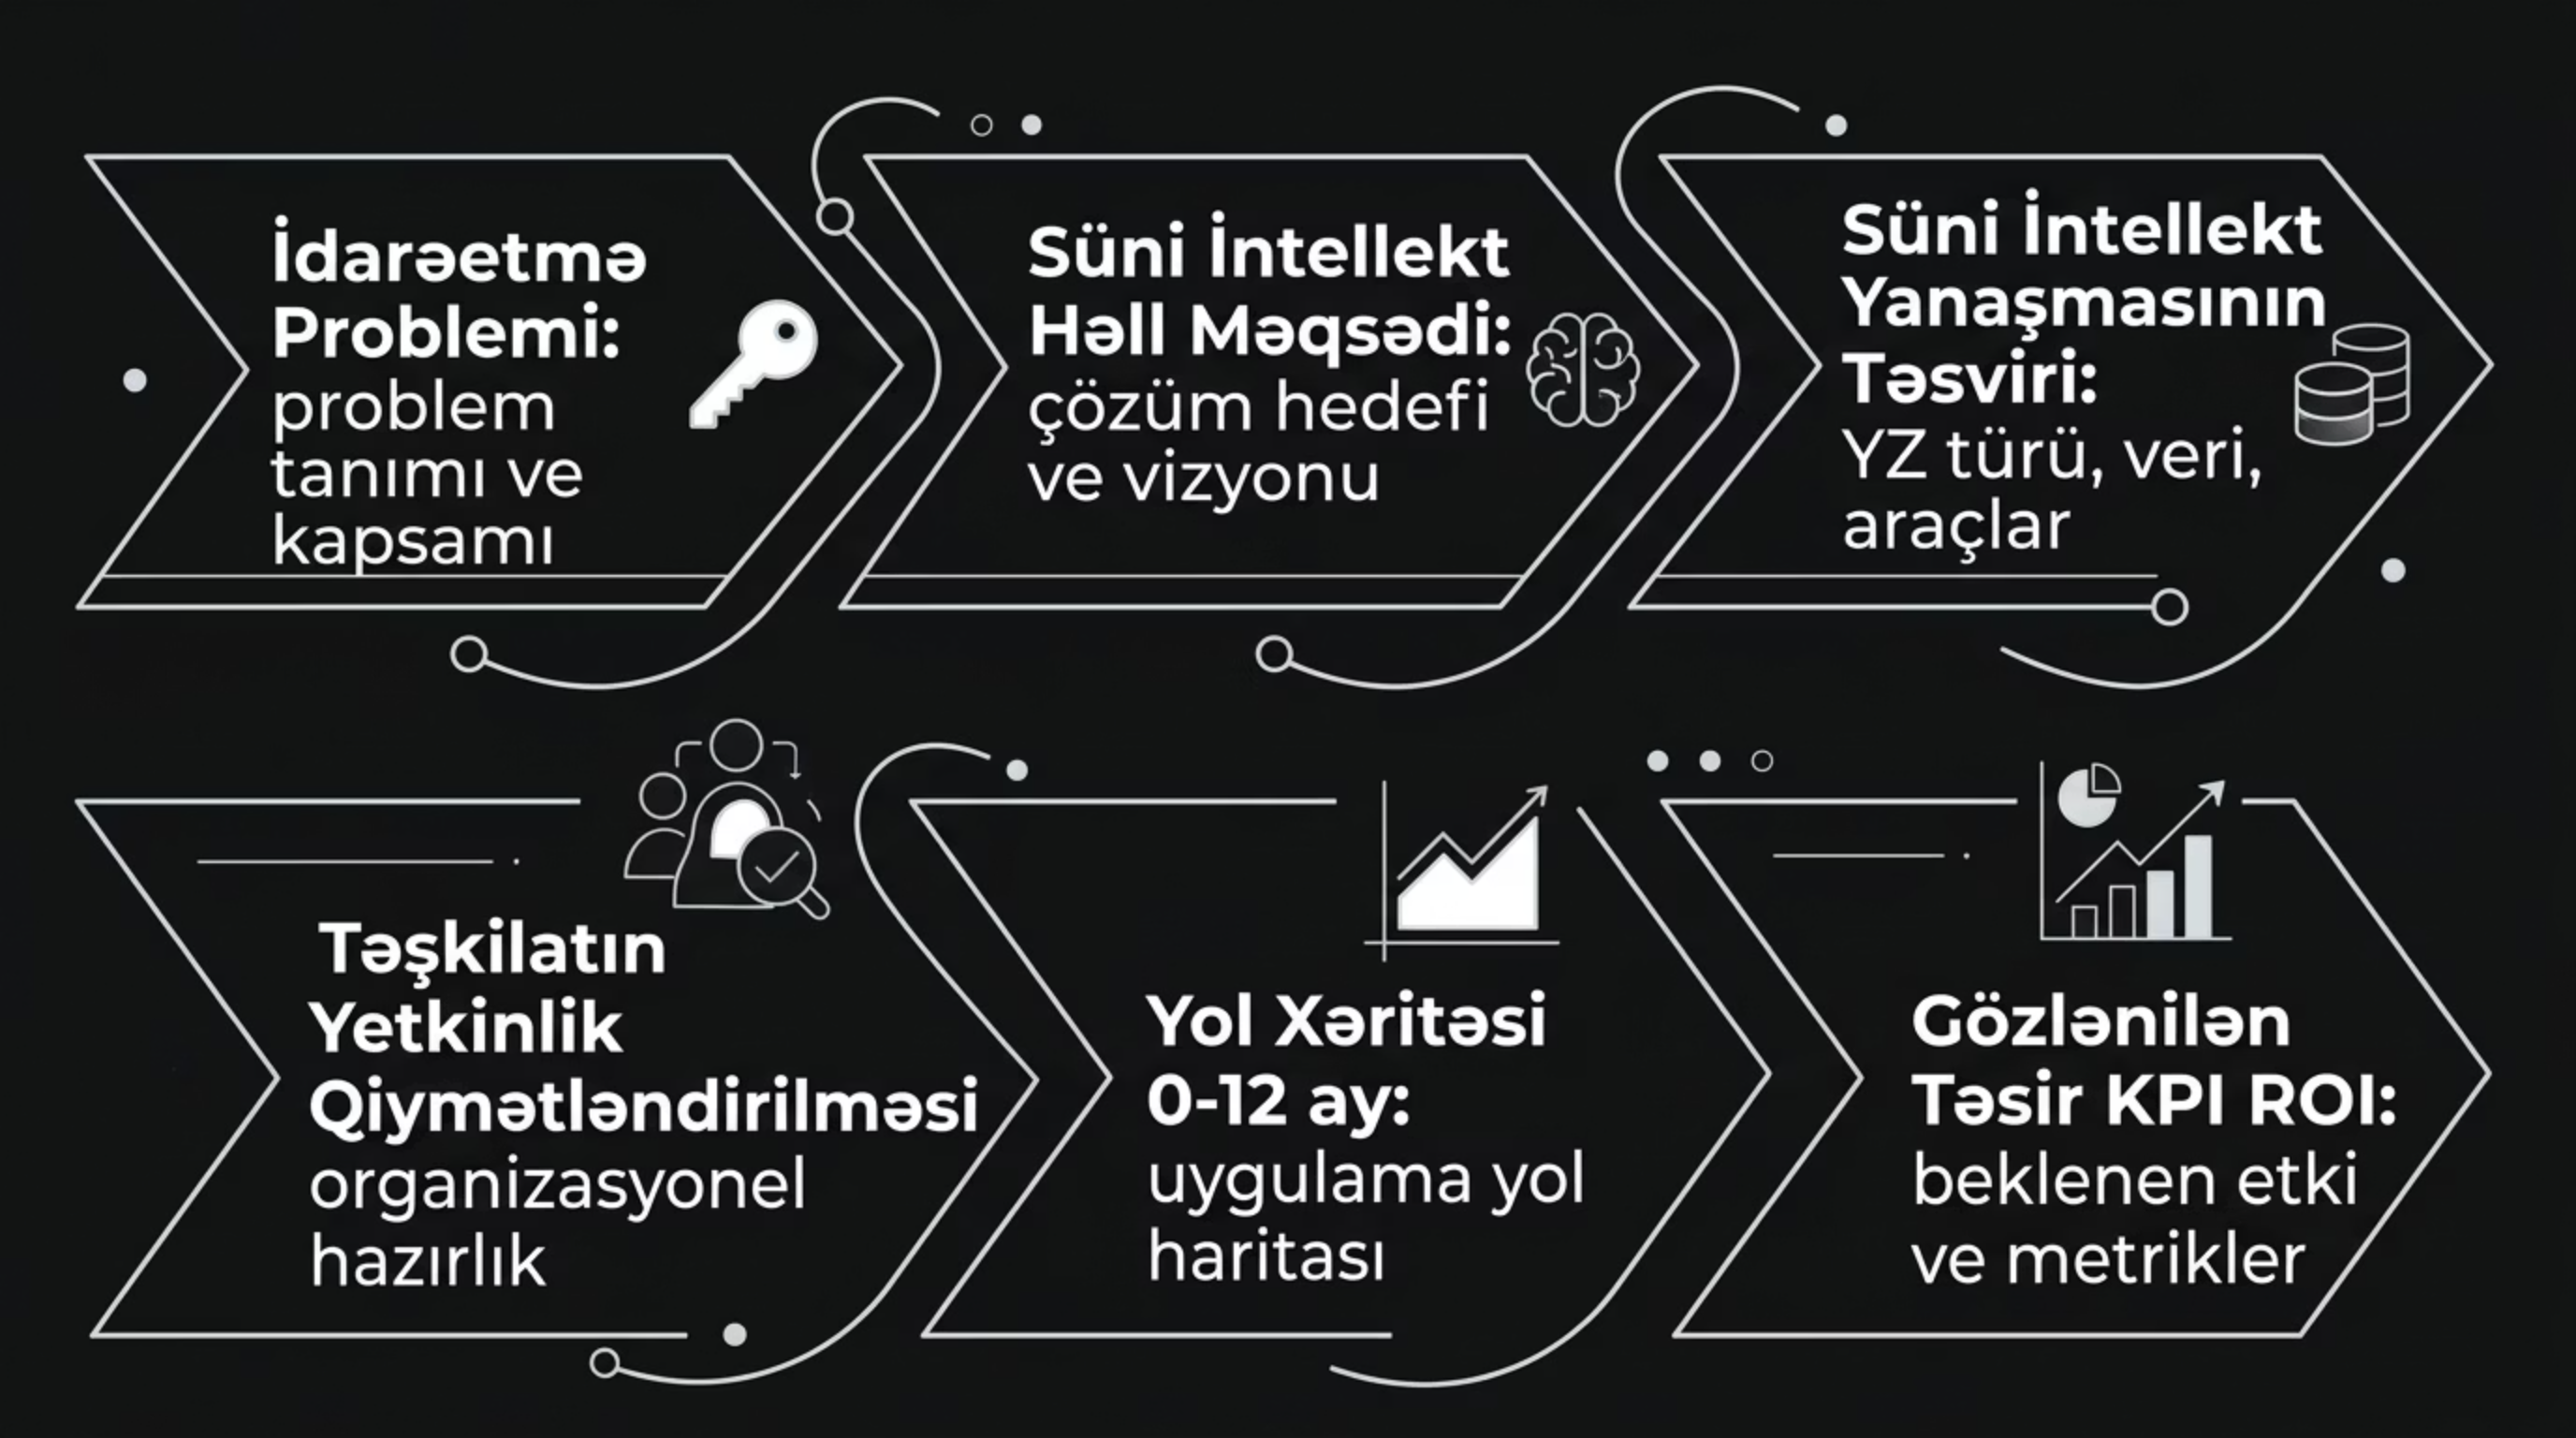 İdarəetmə
Problemi:
problem
tanımı ve
kapsamı
Süni İntellekt
Həll Məqsədi:
çözüm hedefi
ve vizyonu
Süni İntellekt
Yanaşmasının
Təsviri:
YZ türü, veri,
araçlar
Təşkilatın
Yetkinlik
Qiymətləndirilməsi
organizasyonel
hazırlık
Yol Xəritəsi
0-12 ay:
uygulama yol
haritası
Gözlənilən
Təsir KPI ROI:
beklenen etki
ve metrikler